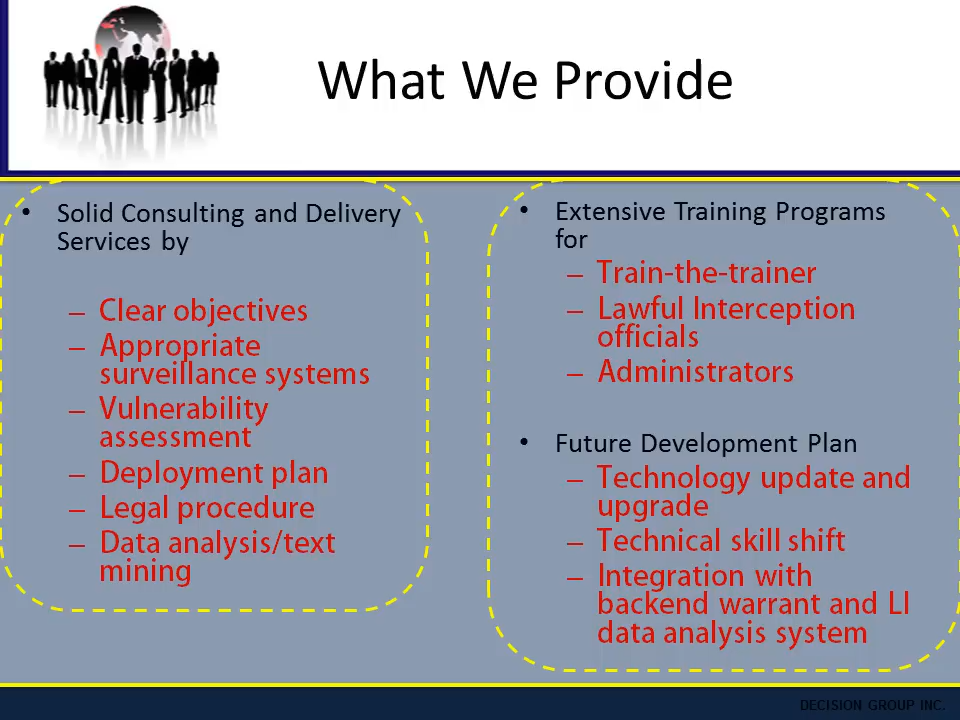 What We Provide
• Solid Consulting and Delivery
Services by
– Clear objectives
– Appropriate
surveillance systems
– Vulnerability
assessment
– Deployment plan
– Legal procedure
– Data analysis/text
mining
• Extensive Training Programs
for
– Train-the-trainer
– Lawful Interception
officials
– Administrators
• Future Development Plan
– Technology update and
upgrade
– Technical skill shift
– Integration with
backend warrant and LI
data analysis system
DECISION GROUP INC.